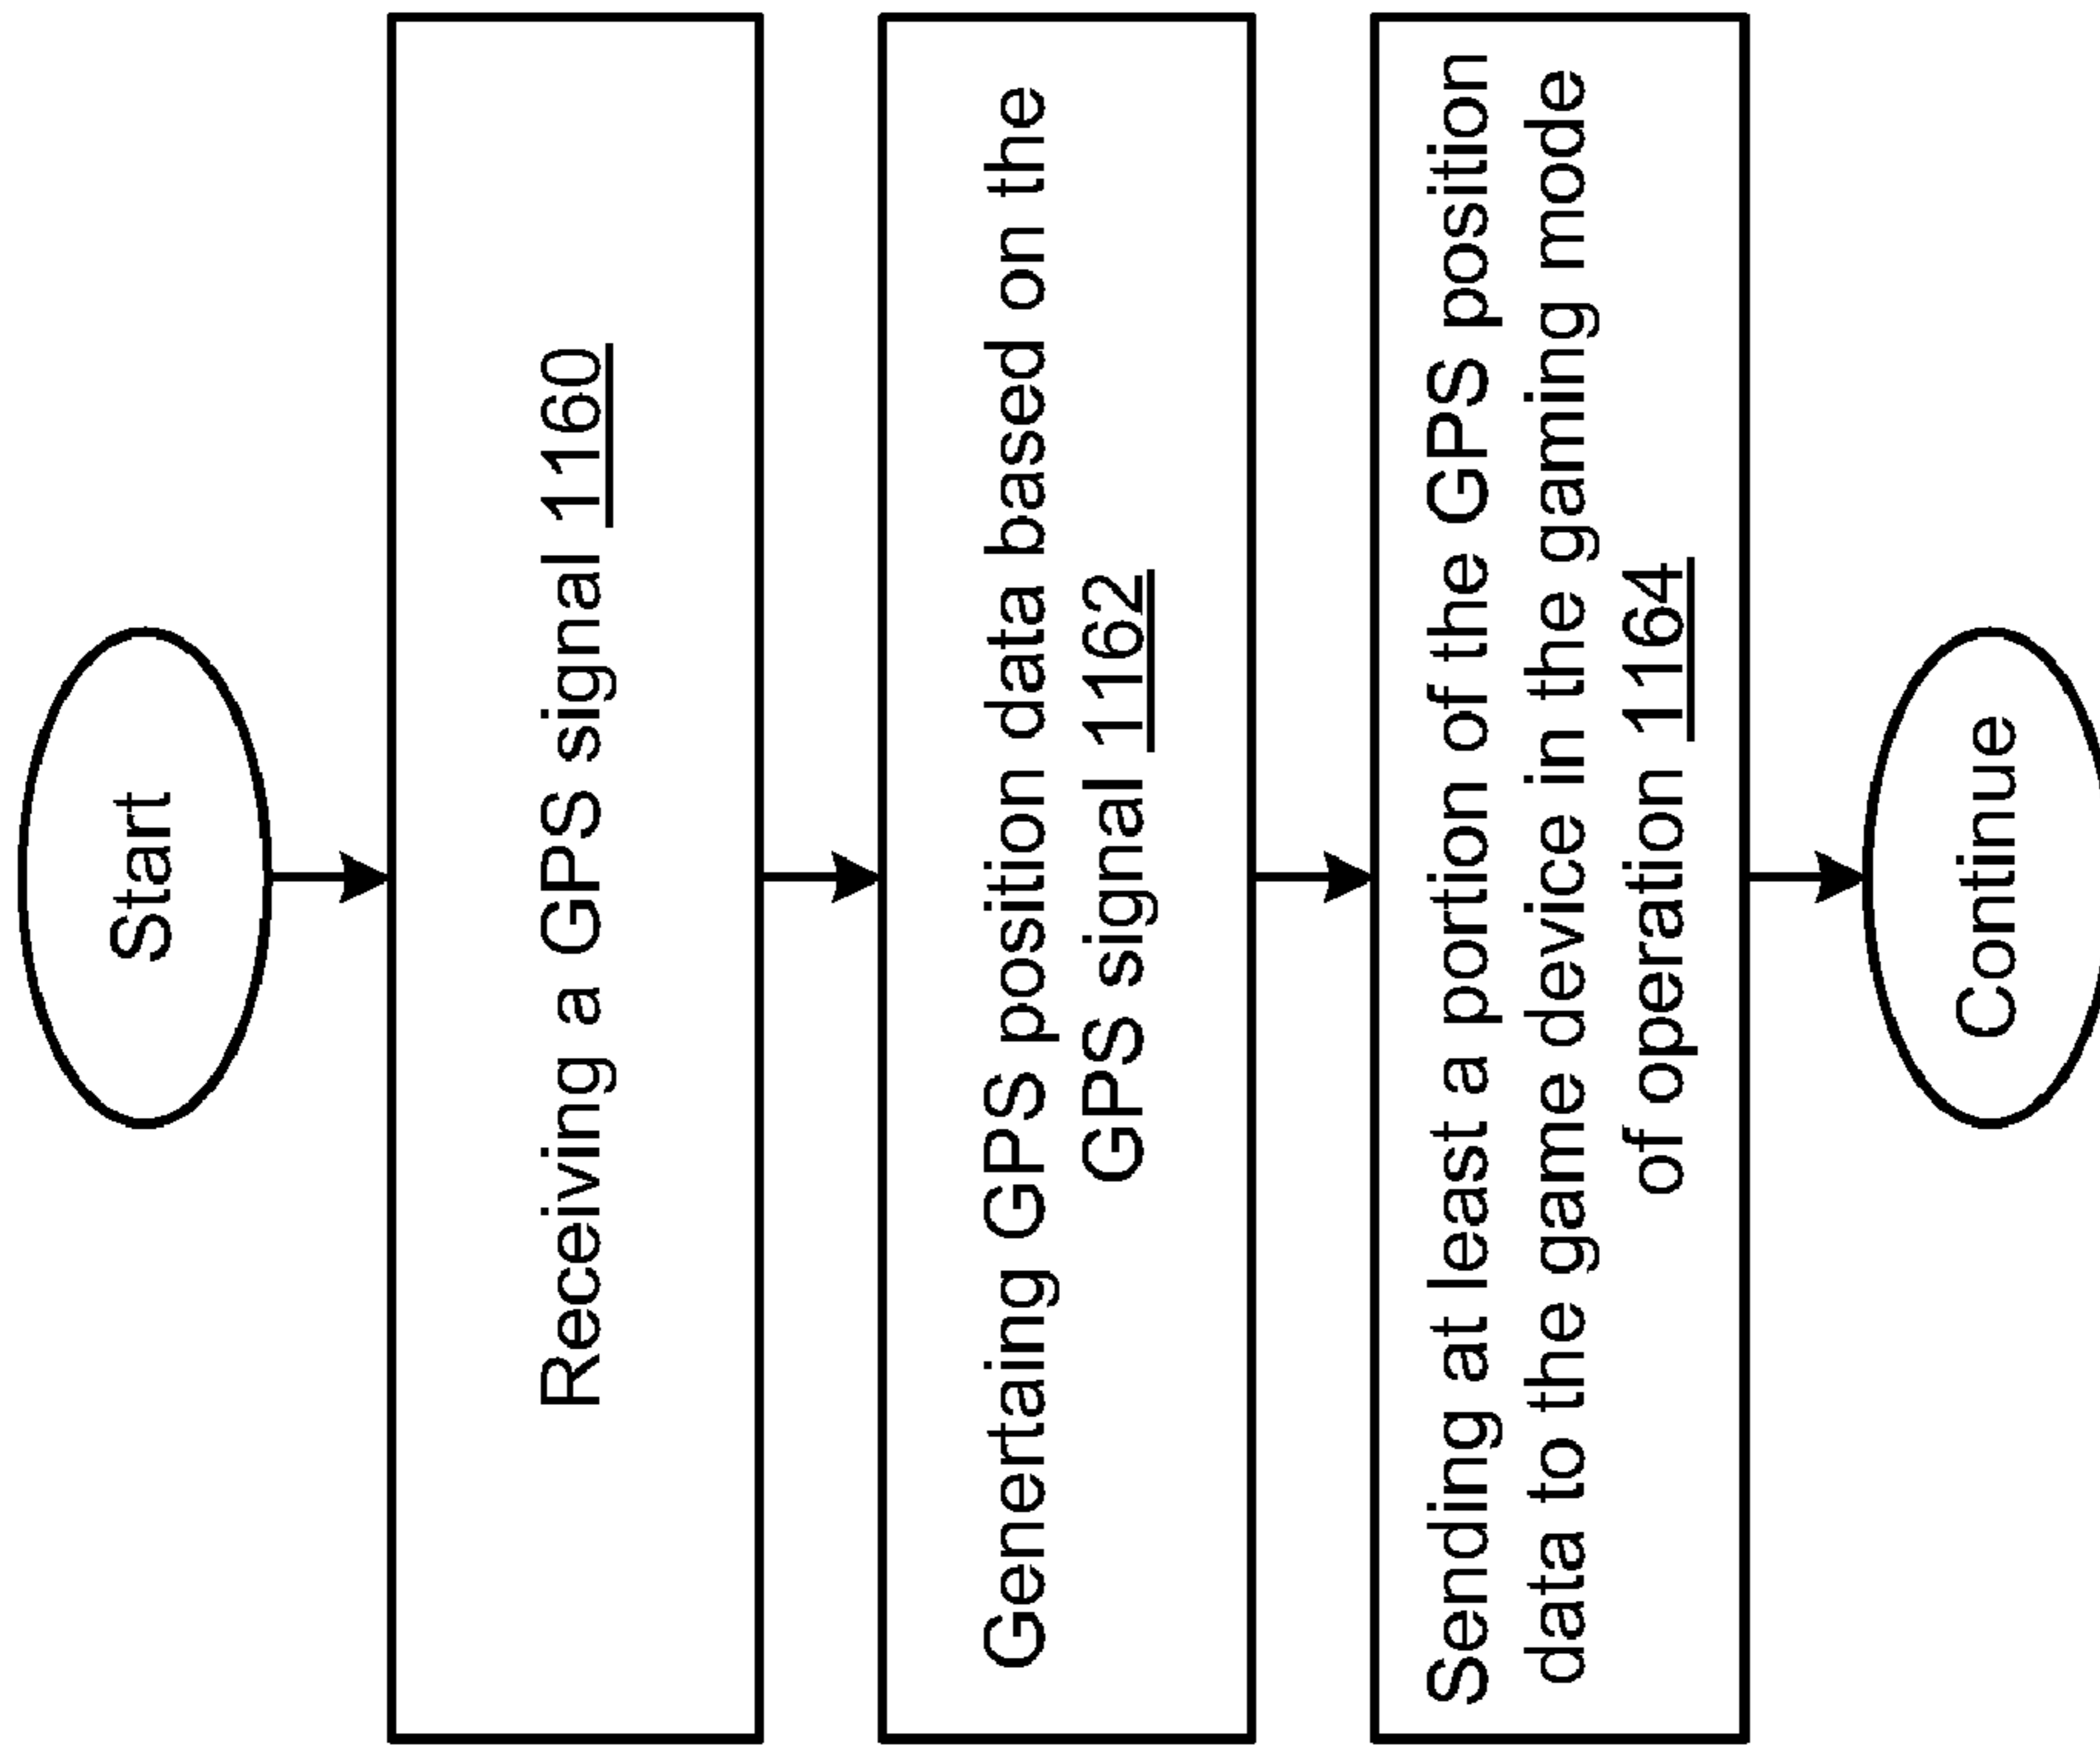 Start
Receiving a GPS signal 1160
Genertaing GPS position data based on the
GPS signal 1162
Sending at least a portion of the GPS position
data to the game device in the gaming mode
of operation 1164
Continue